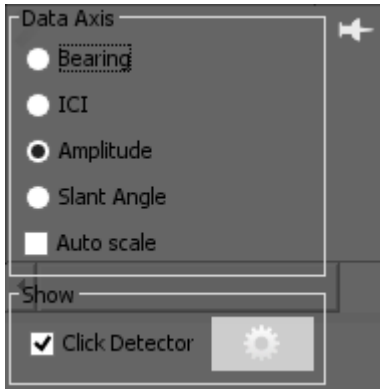 Data Axis
Bearing
ICI
Amplitude
Slant Angle
Auto scale
Show
Click Detector